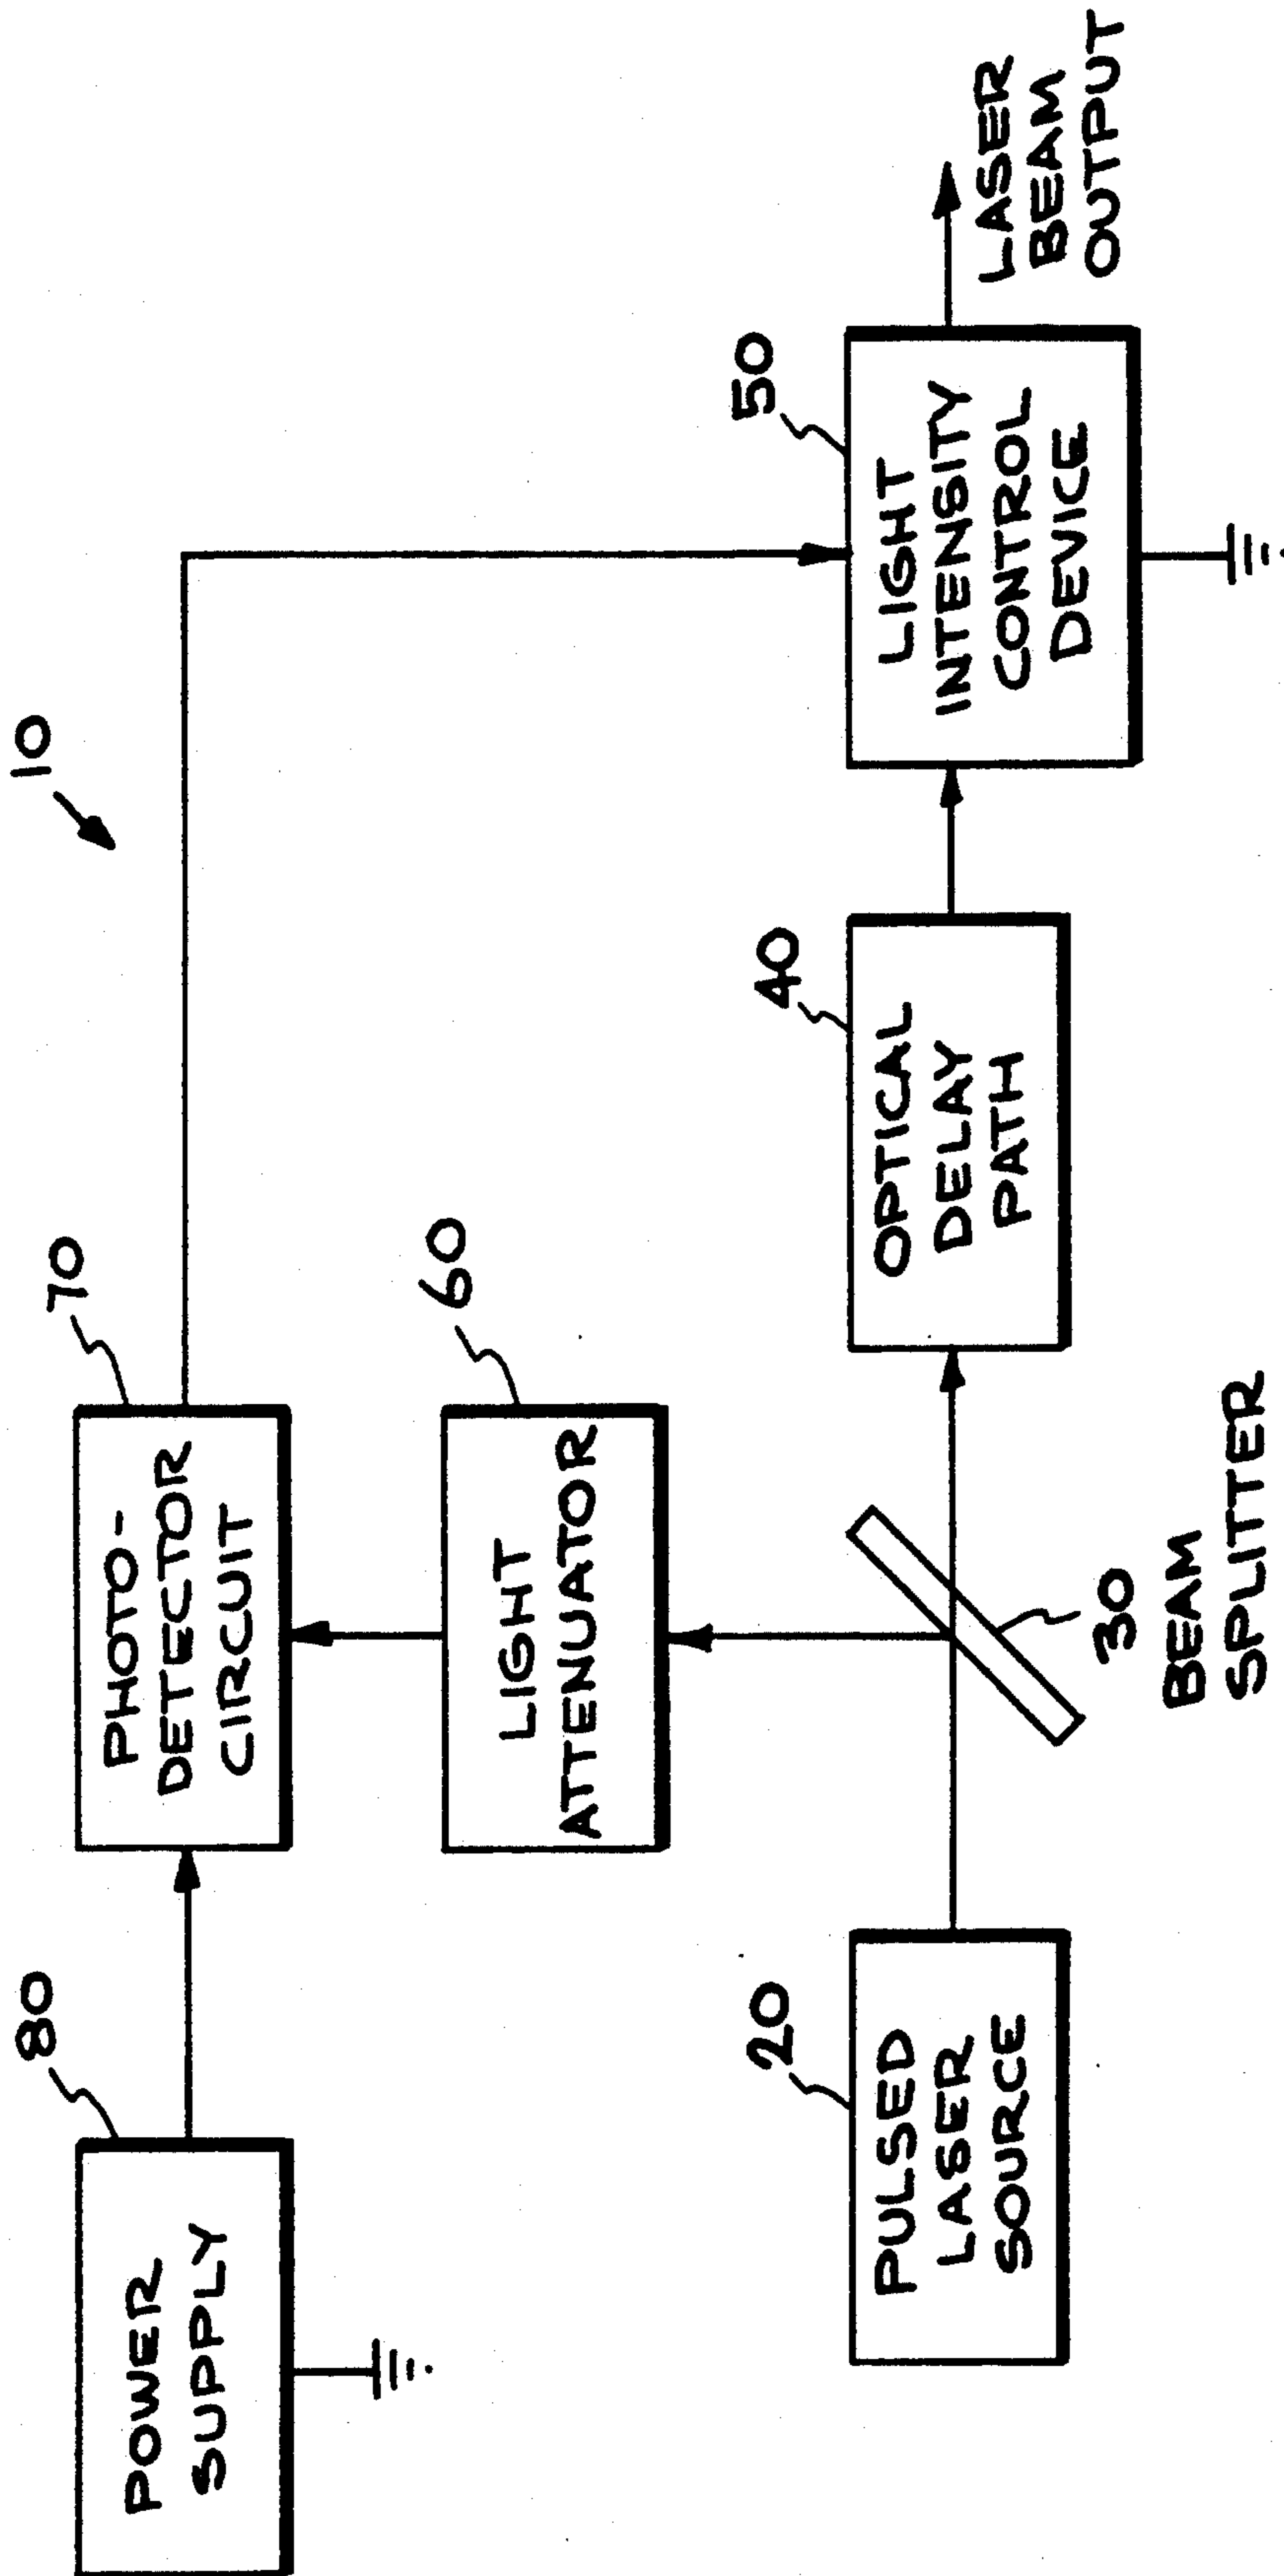 10
80
POWER
SUPPLY
70
PHOTO-
DETECTOR
CIRCUIT
60
LIGHT
ATTENUATOR
20
PULSED
LASER
SOURCE
30
BEAM
SPLITTER
40
OPTICAL
DELAY
PATH
50
LIGHT
INTENSITY
CONTROL
DEVICE
LASER
BEAM
OUTPUT